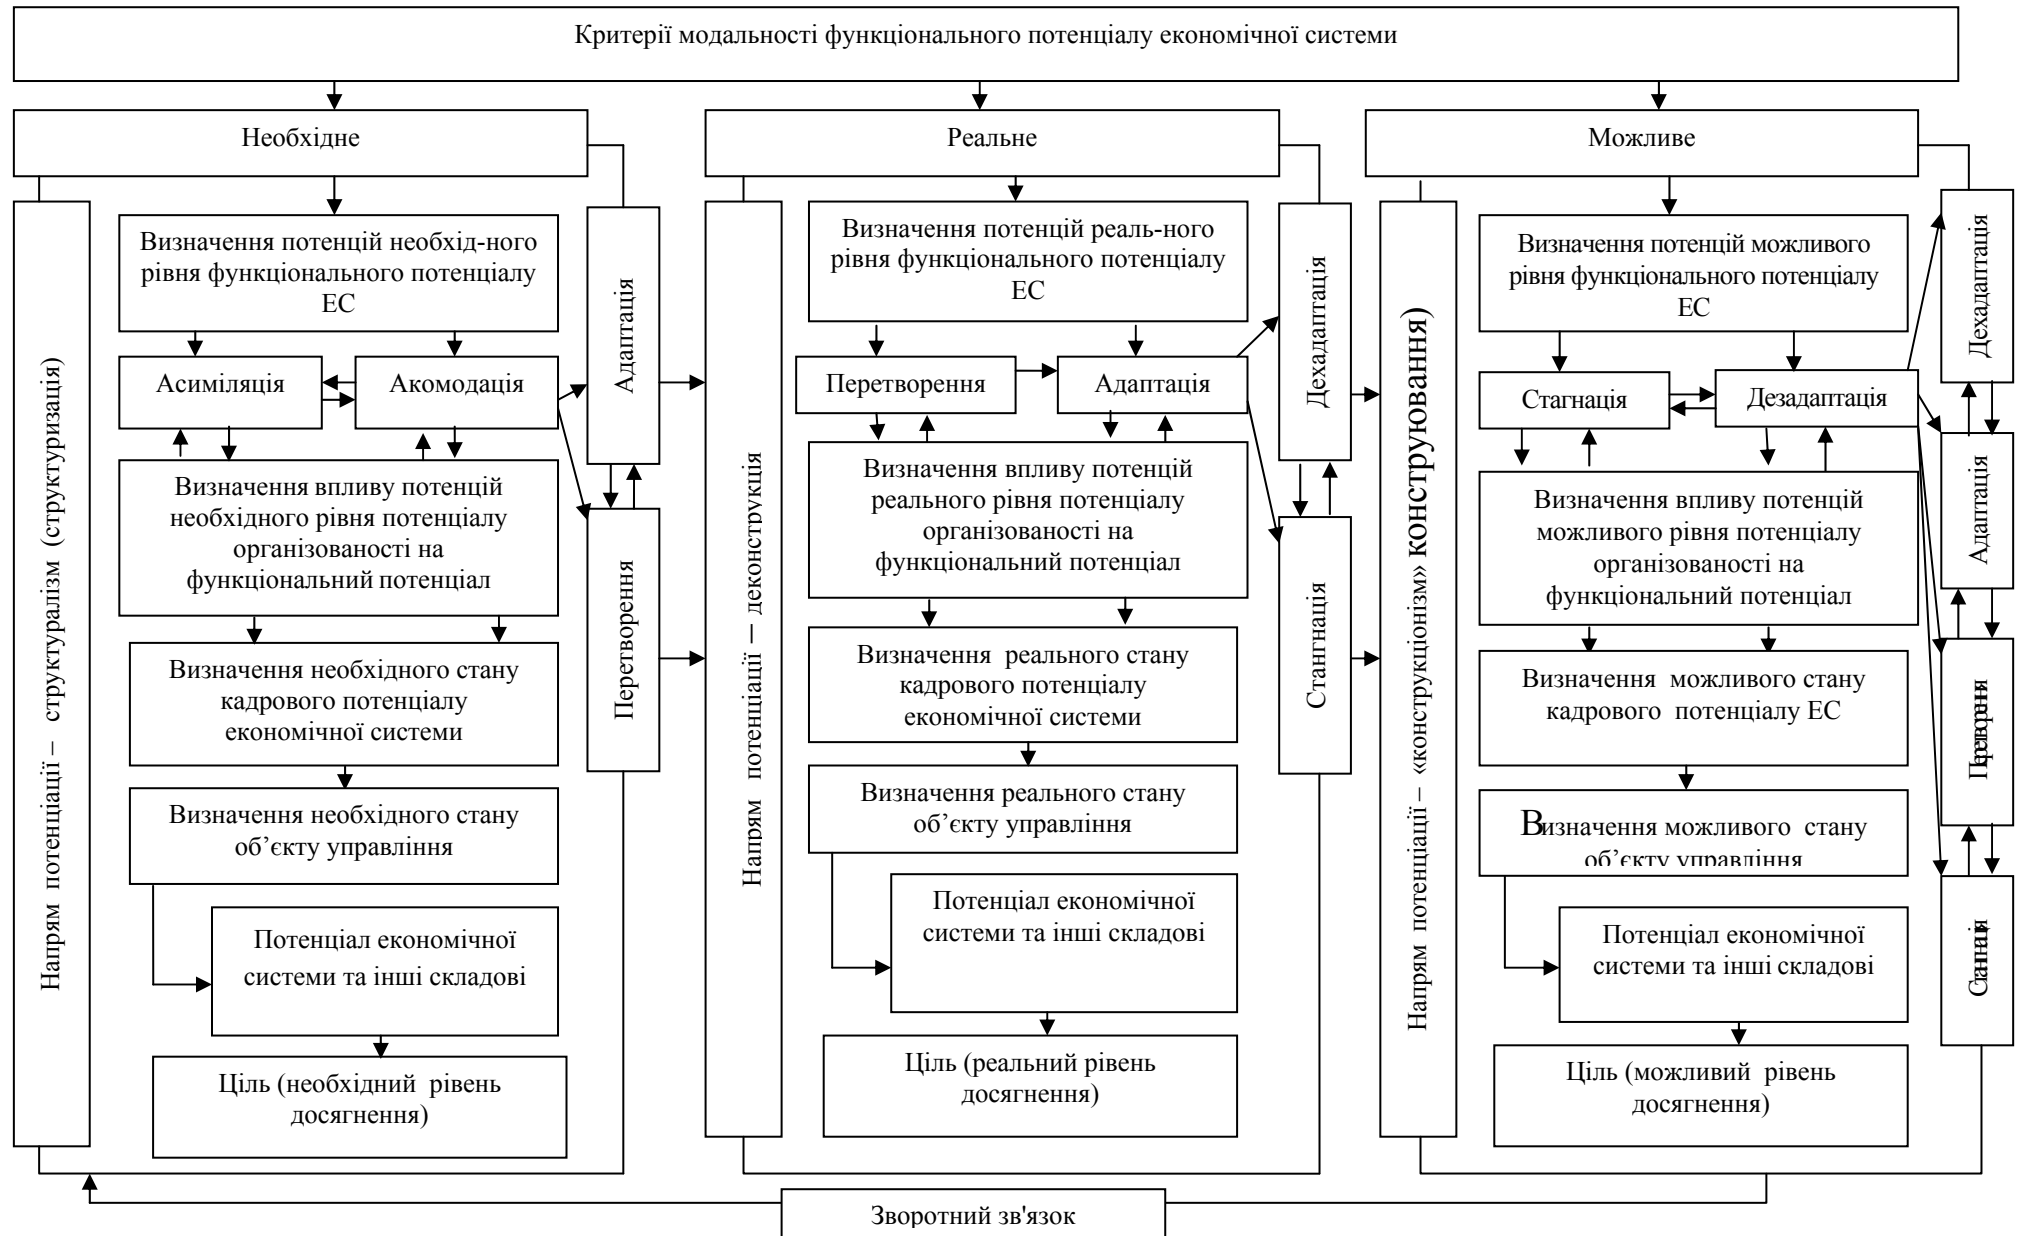 Критерії модальності функціонального потенціалу економічної системи
Необхідне
Реальне
Можливе
Напрям потенціації – структуралізм (структуризація)
Визначення потенцій необхід-ного
рівня функціонального потенціалу
ЕС
Асиміляція
Акомодація
Визначення впливу потенцій
необхідного рівня потенціалу
організованості на
функціональний потенціал
Визначення необхідного стану
кадрового потенціалу
економічної системи
Визначення необхідного стану
об’єкту управління
Потенціал економічної
системи та інші складові
Ціль (необхідний рівень
досягнення)
Адаптація
Перетворення
Напрям потенціації — деконструкція
Визначення потенцій реаль-ного
рівня функціонального потенціалу
ЕС
Перетворення
Адаптація
Визначення впливу потенцій
реального рівня потенціалу
організованості на
функціональний потенціал
Визначення реального стану
кадрового потенціалу
економічної системи
Визначення реального стану
об’єкту управління
Потенціал економічної
системи та інші складові
Ціль (реальний рівень
досягнення)
Дехадаптація
Стангнація
Напрям потенціації – «конструкціонізм» конструювання)
Визначення потенцій можливого
рівня функціонального потенціалу
ЕС
Стагнація
Дезадаптація
Визначення впливу потенцій
можливого рівня потенціалу
організованості на
функціональний потенціал
Визначення можливого стану
кадрового потенціалу ЕС
Визначення можливого стану
об’єкту управління
Потенціал економічної
системи та інші складові
Ціль (можливий рівень
досягнення)
Дехадаптація
Адаптація
Перетворення
Зворотний зв'язок